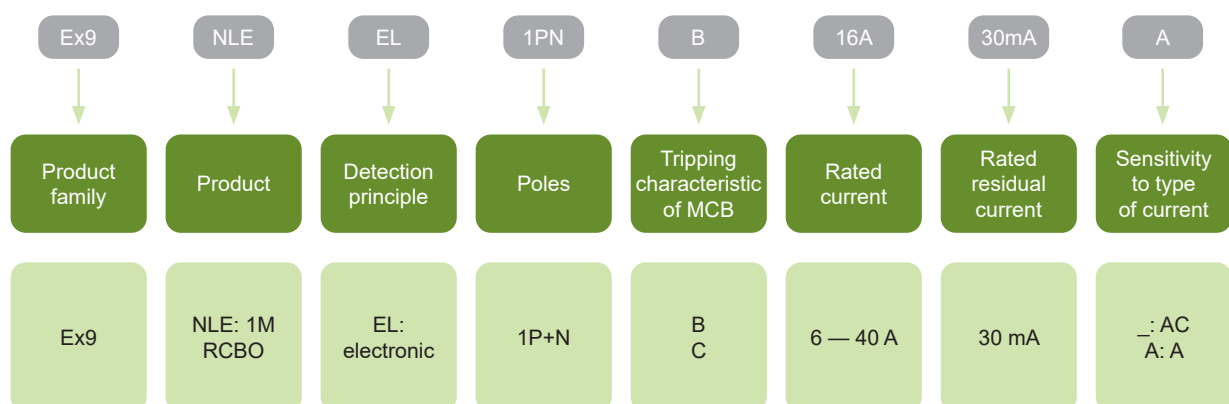 Ex9 NLE EL 1PN B 16A 30mA A
Product
family
Product
Detection
principle
Poles
Tripping
characteristic
of MCB
Rated
current
Rated
residual
current
Sensitivity
to type
of current
Ex9
NLE: 1M
RCBO
EL:
electronic
1P+N
B
C
6 — 40 A
30 mA
_: AC
A: A